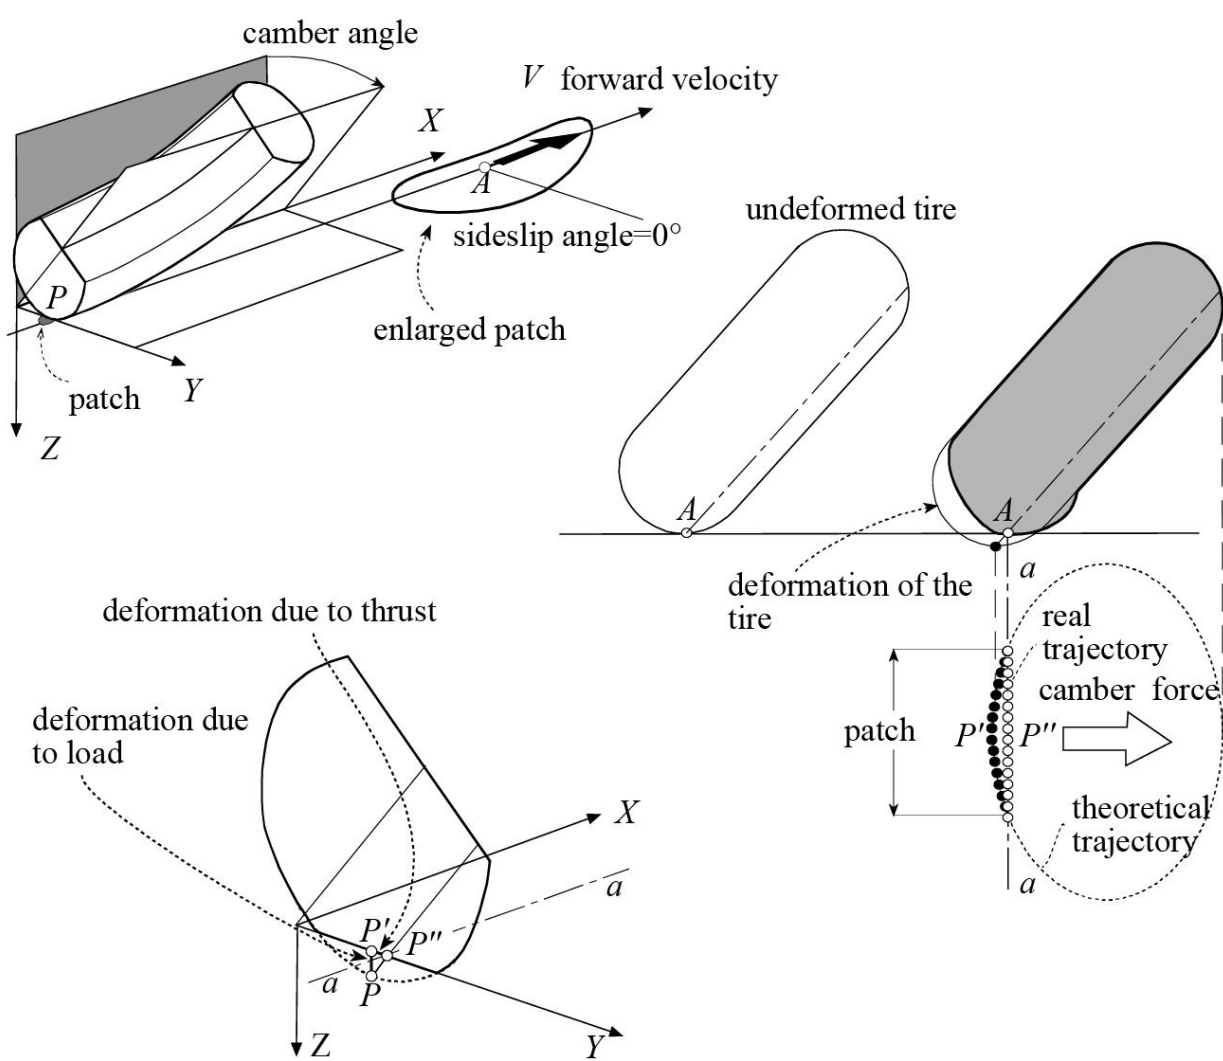 camber angle
V forward velocity
X
A
sideslip angle=0°
enlarged patch
P
patch
Y
Z
undeformed tire
A
A
deformation of the
tire
a
real
trajectory
camber force
patch
P'
P''
theoretical
trajectory
a
deformation due to thrust
deformation due
to load
X
a
P'
P''
a
P
Y
Z